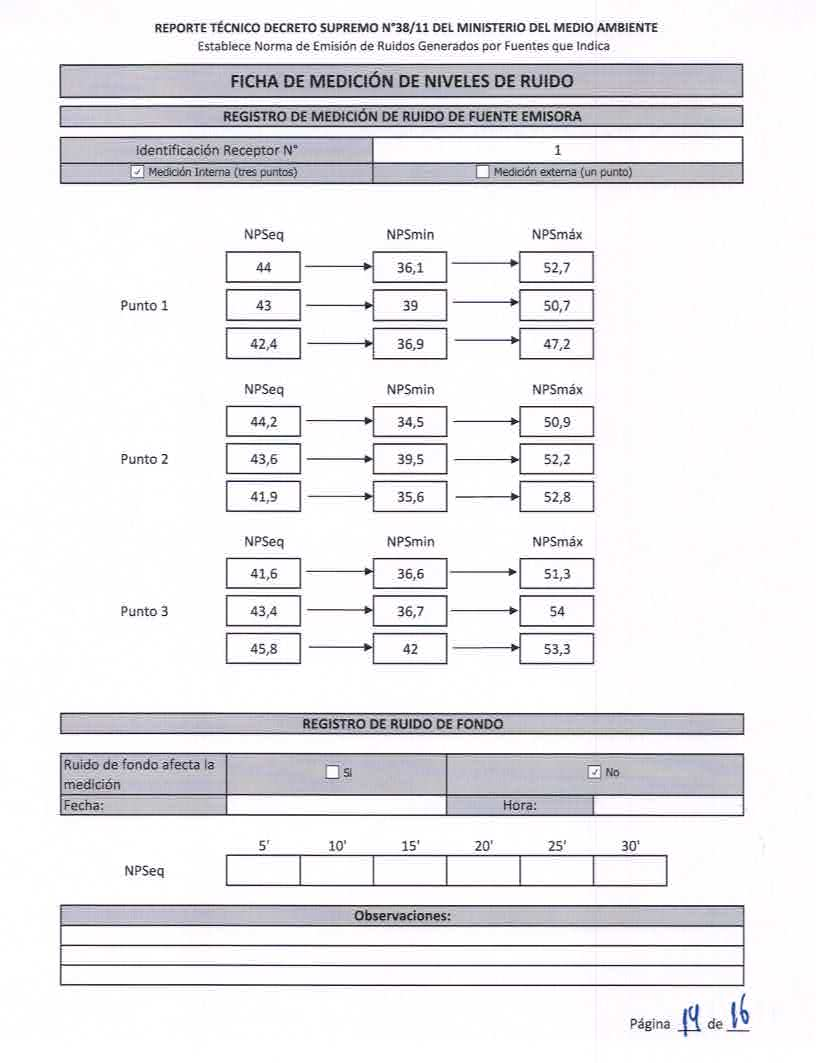 REPORTE TÉCNICO DECRETO SUPREMO N°38/11 DEL MINISTERIO DEL MEDIO AMBIENTE
Establece Norma de Emisión de Ruidos Generados por Fuentes que Indica
FICHA DE MEDICIÓN DE NIVELES DE RUIDO
REGISTRO DE MEDICIÓN DE RUIDO DE FUENTE EMISORA
Identificación Receptor N° 1
Medición Interna (tres puntos) Medición externa (un punto)
NPSeq NPSmin NPSmáx
44 36,1 52,7
Punto 1 43 39 50,7
42,4 36,9 47,2
NPSeq NPSmin NPSmáx
44,2 34,5 50,9
Punto 2 43,6 39,5 52,2
41,9 35,6 52,8
NPSeq NPSmin NPSmáx
41,6 36,6 51,3
Punto 3 43,4 36,7 54
45,8 42 53,3
REGISTRO DE RUIDO DE FONDO
Ruido de fondo afecta la
medición Si No
Fecha: Hora:
5' 10' 15' 20' 25' 30'
NPSeq
Observaciones:
Página 14 de 16